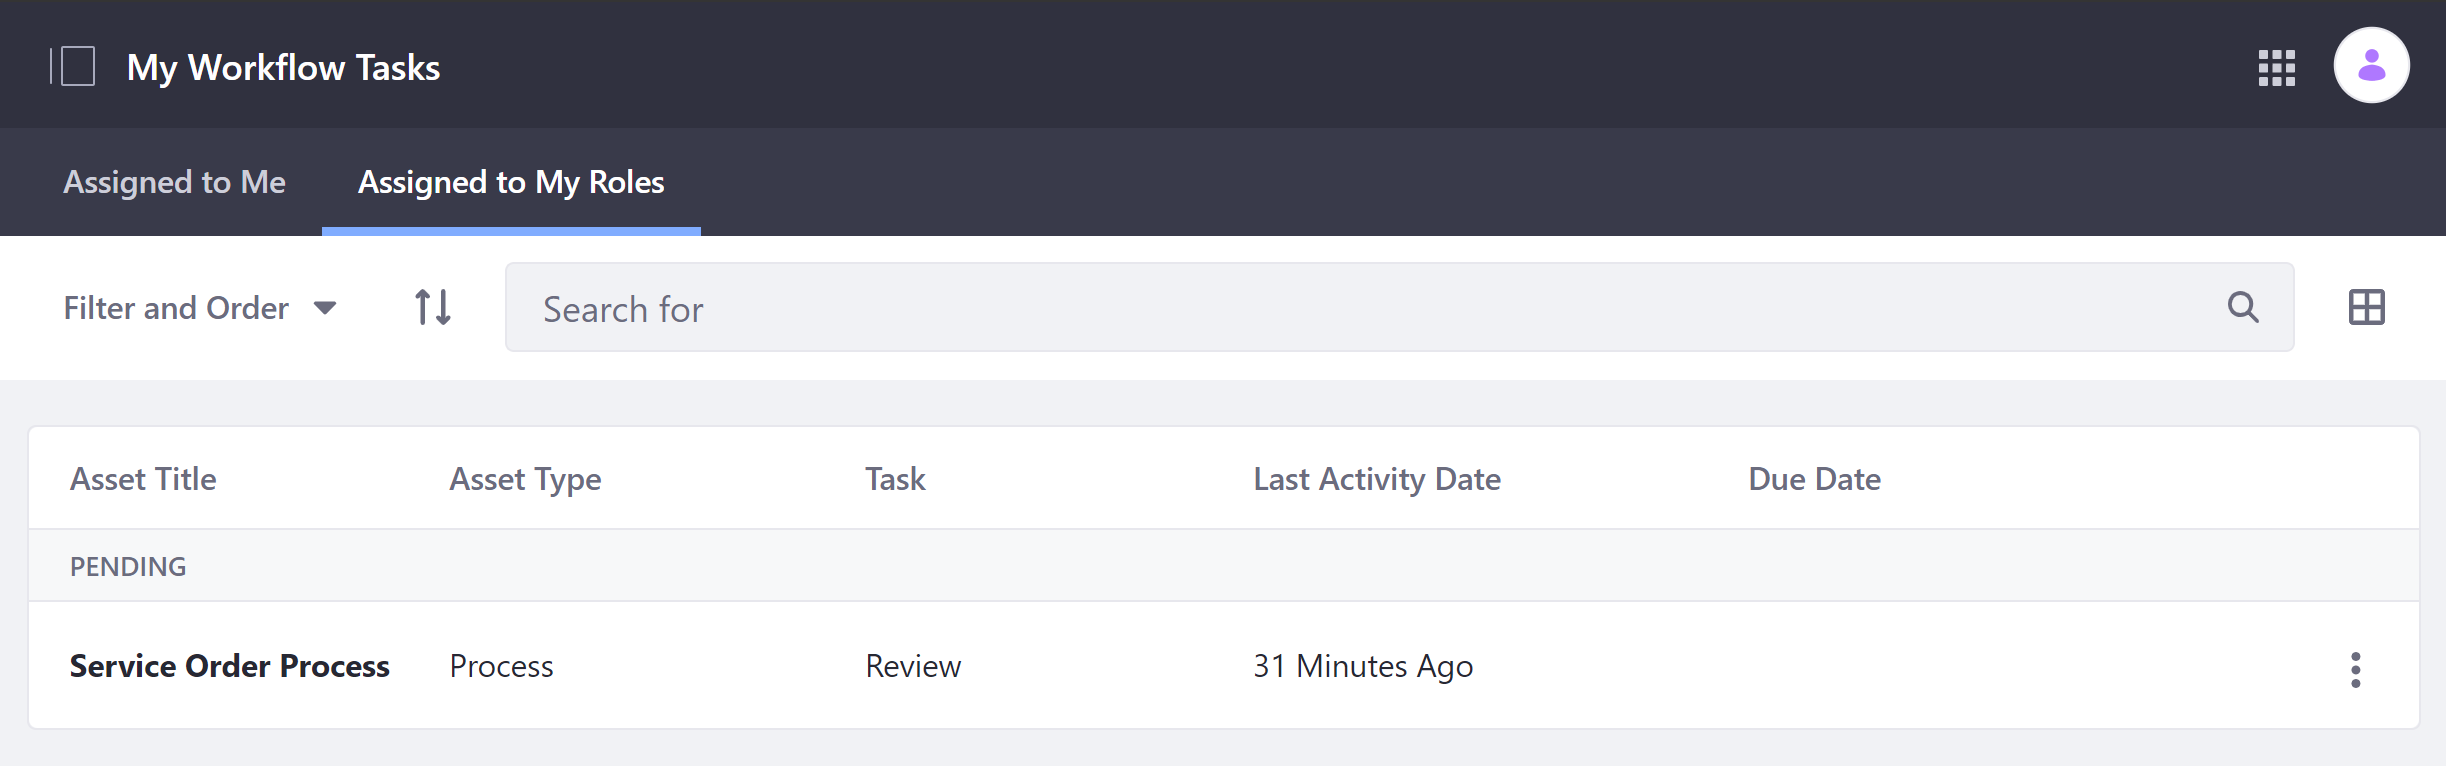 My Workflow Tasks
Assigned to Me Assigned to My Roles
Filter and Order Search for
Asset Title Asset Type Task Last Activity Date Due Date
PENDING
Service Order Process Process Review 31 Minutes Ago